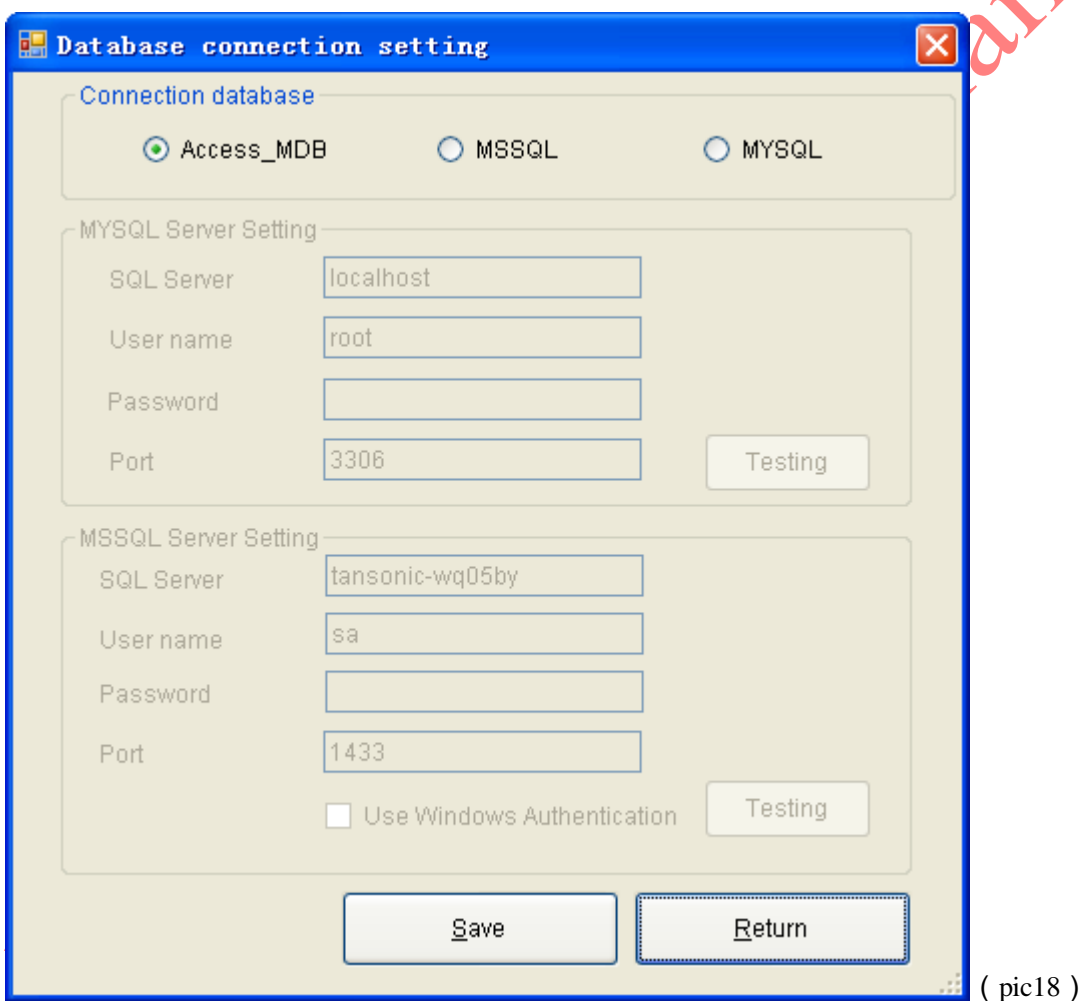 Database connection setting
Connection database
Access_MDB MSSQL MYSQL
MYSQL Server Setting
SQL Server localhost
User name root
Password
Port 3306 Testing
MSSQL Server Setting
SQL Server tansonic-wq05by
User name sa
Password
Port 1433
Use Windows Authentication Testing
Save Return
( pic18 )